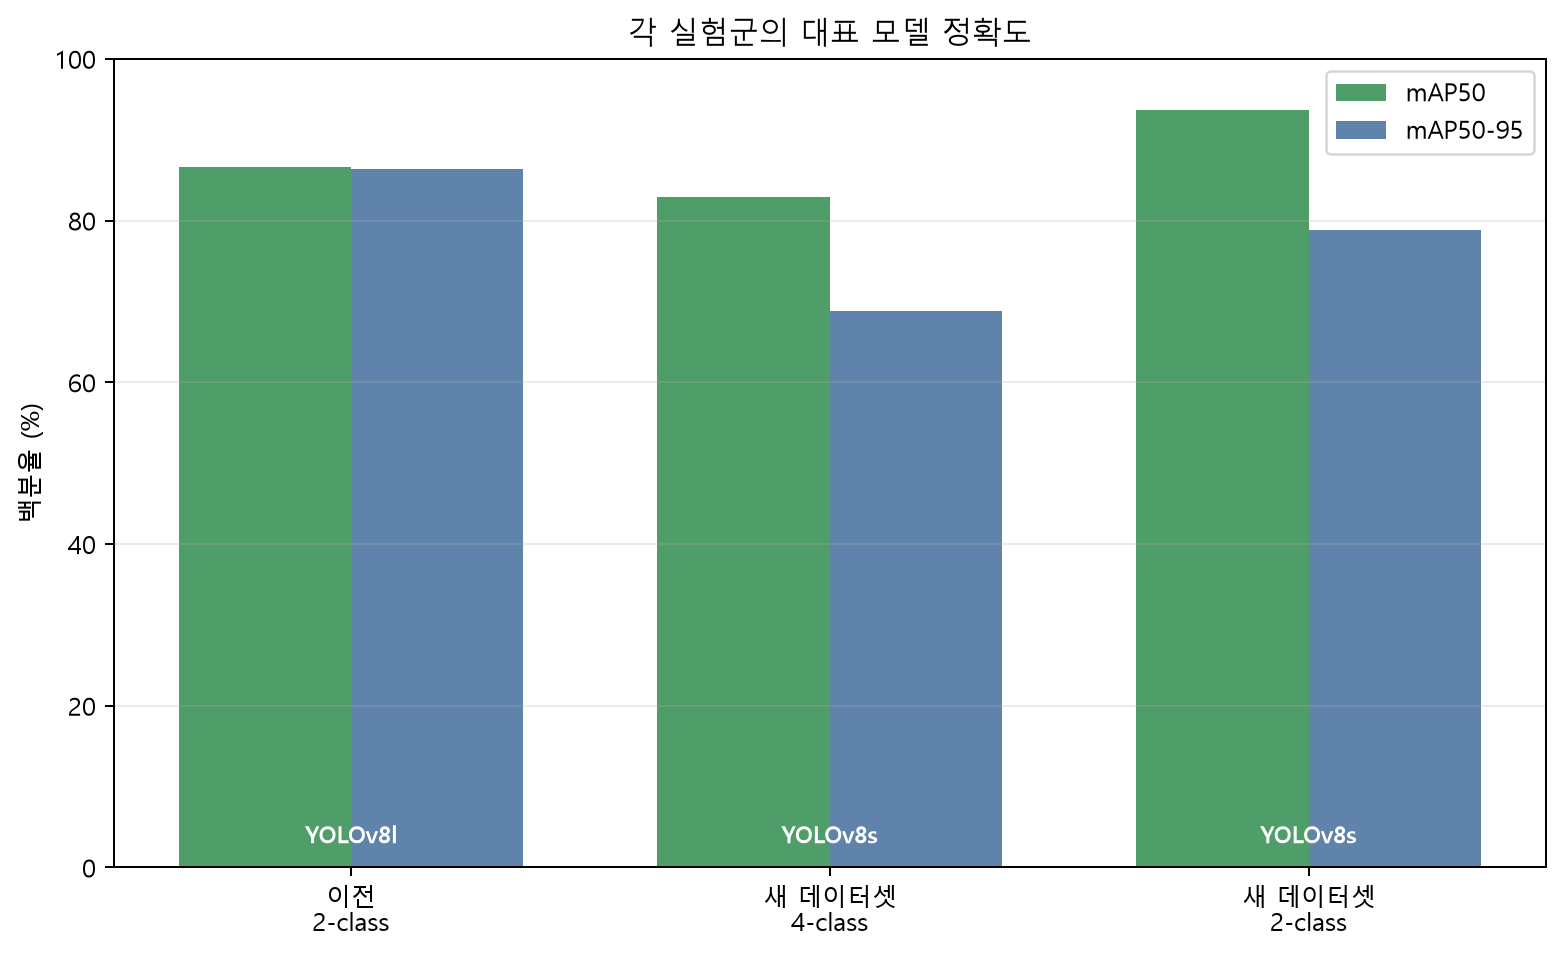 각 실험군의 대표 모델 정확도
mAP50
mAP50-95
백분율 (%)
100
80
60
40
20
0
YOLOv8l
YOLOv8s
YOLOv8s
이전
2-class
새 데이터셋
4-class
새 데이터셋
2-class